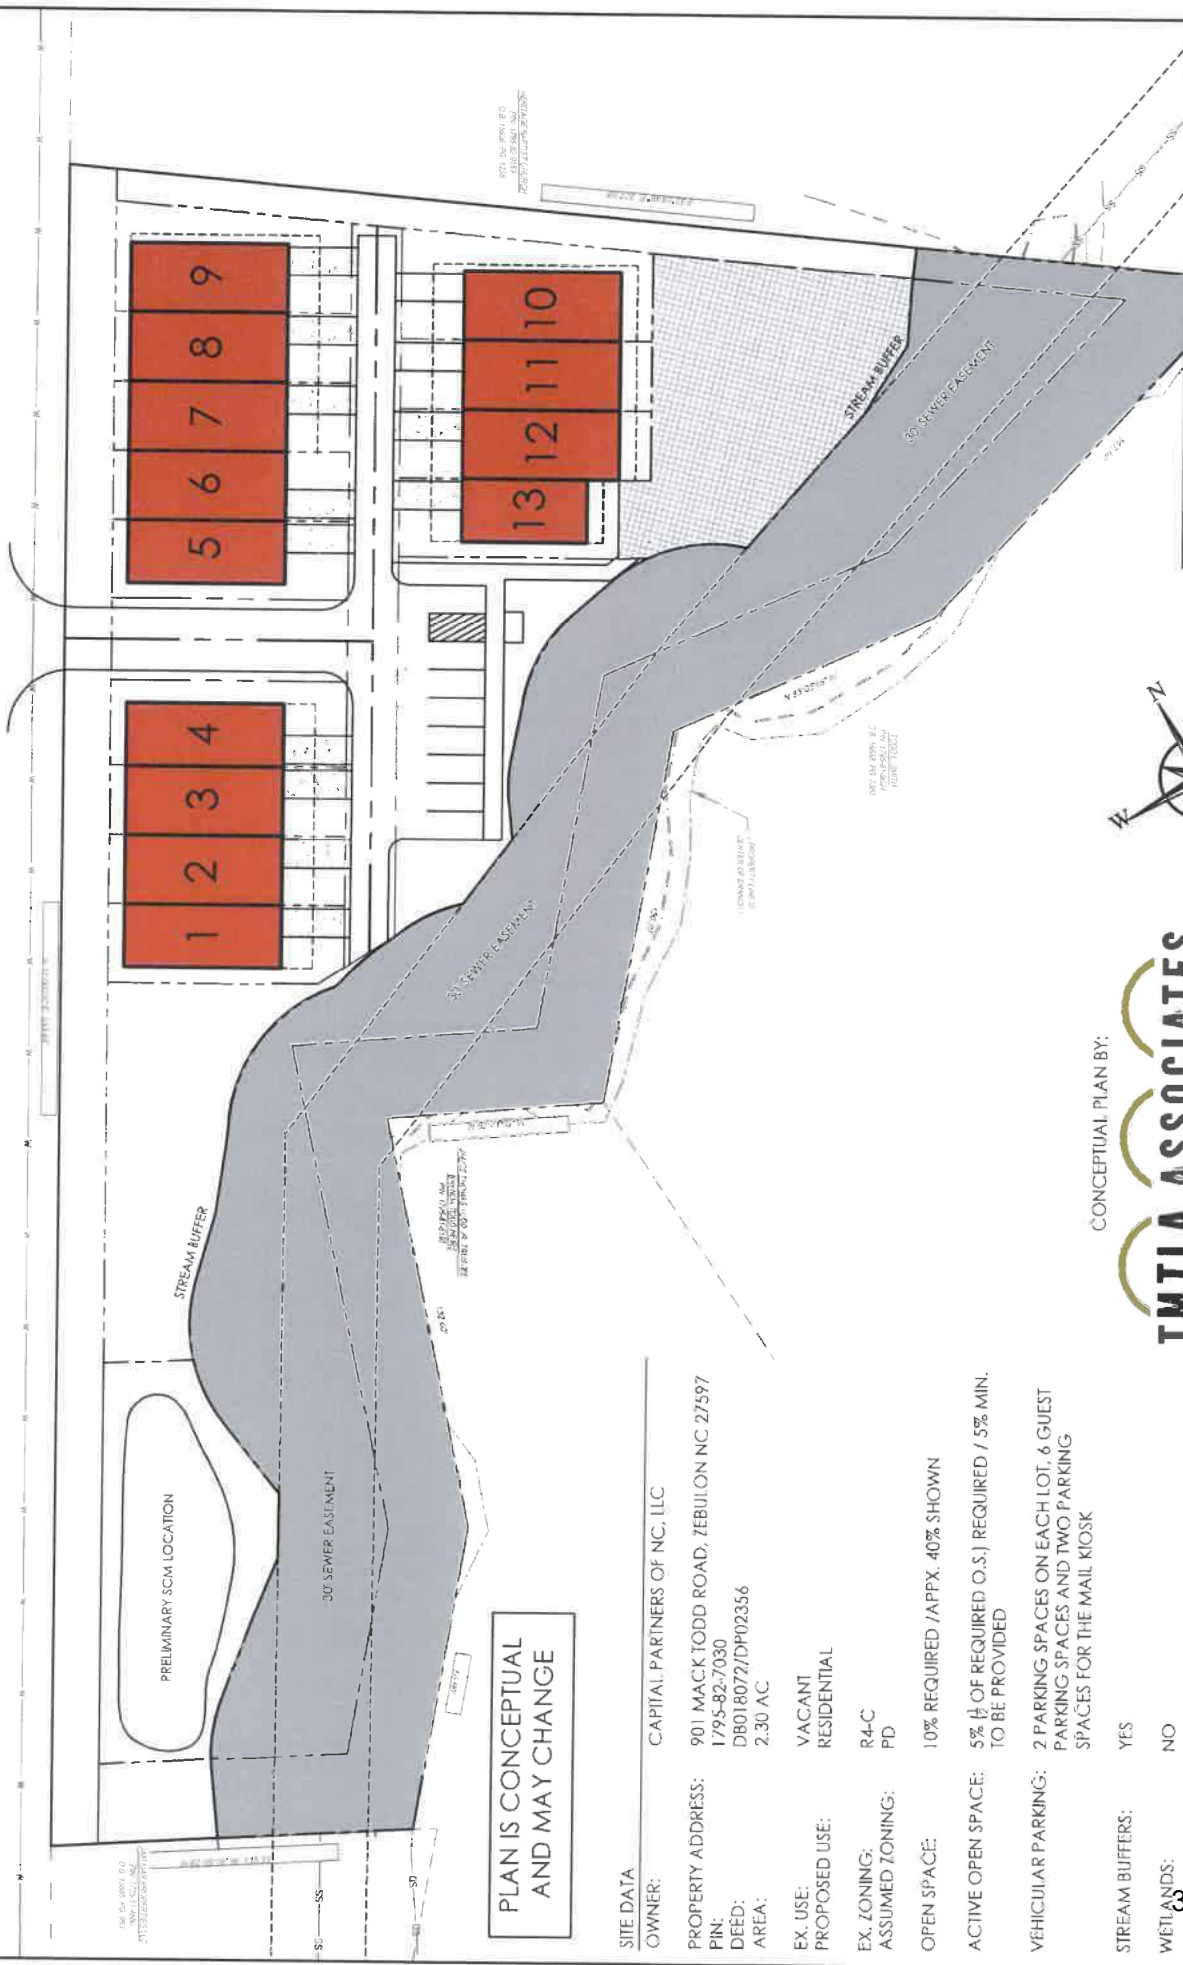 1
2
3
4
5
6
7
8
9
13
12
11
10
PRELIMINARY SCM LOCATION
STREAM BUFFER
30' SEWER EASEMENT
30' SEWER EASEMENT
STREAM BUFFER
30' SEWER EASEMENT
PLAN IS CONCEPTUAL
AND MAY CHANGE
SITE DATA
OWNER: CAPITAL PARTNERS OF NC, LLC
PROPERTY ADDRESS: 901 MACK TODD ROAD, ZEBULON NC 27597
PIN: 1795-82-7030
DEED: DB018072/DP02356
AREA: 2.30 AC
EX. USE: VACANT
PROPOSED USE: RESIDENTIAL
EX. ZONING: R4-C
ASSUMED ZONING: PD
OPEN SPACE: 10% REQUIRED /APPX. 40% SHOWN
ACTIVE OPEN SPACE: 5% (½ OF REQUIRED O.S.) REQUIRED / 5% MIN.
TO BE PROVIDED
VEHICULAR PARKING: 2 PARKING SPACES ON EACH LOT, 6 GUEST
PARKING SPACES AND TWO PARKING
SPACES FOR THE MAIL KIOSK
STREAM BUFFERS: YES
WETLANDS: NO
CONCEPTUAL PLAN BY:
TMTLA ASSOCIATES
W
N
3